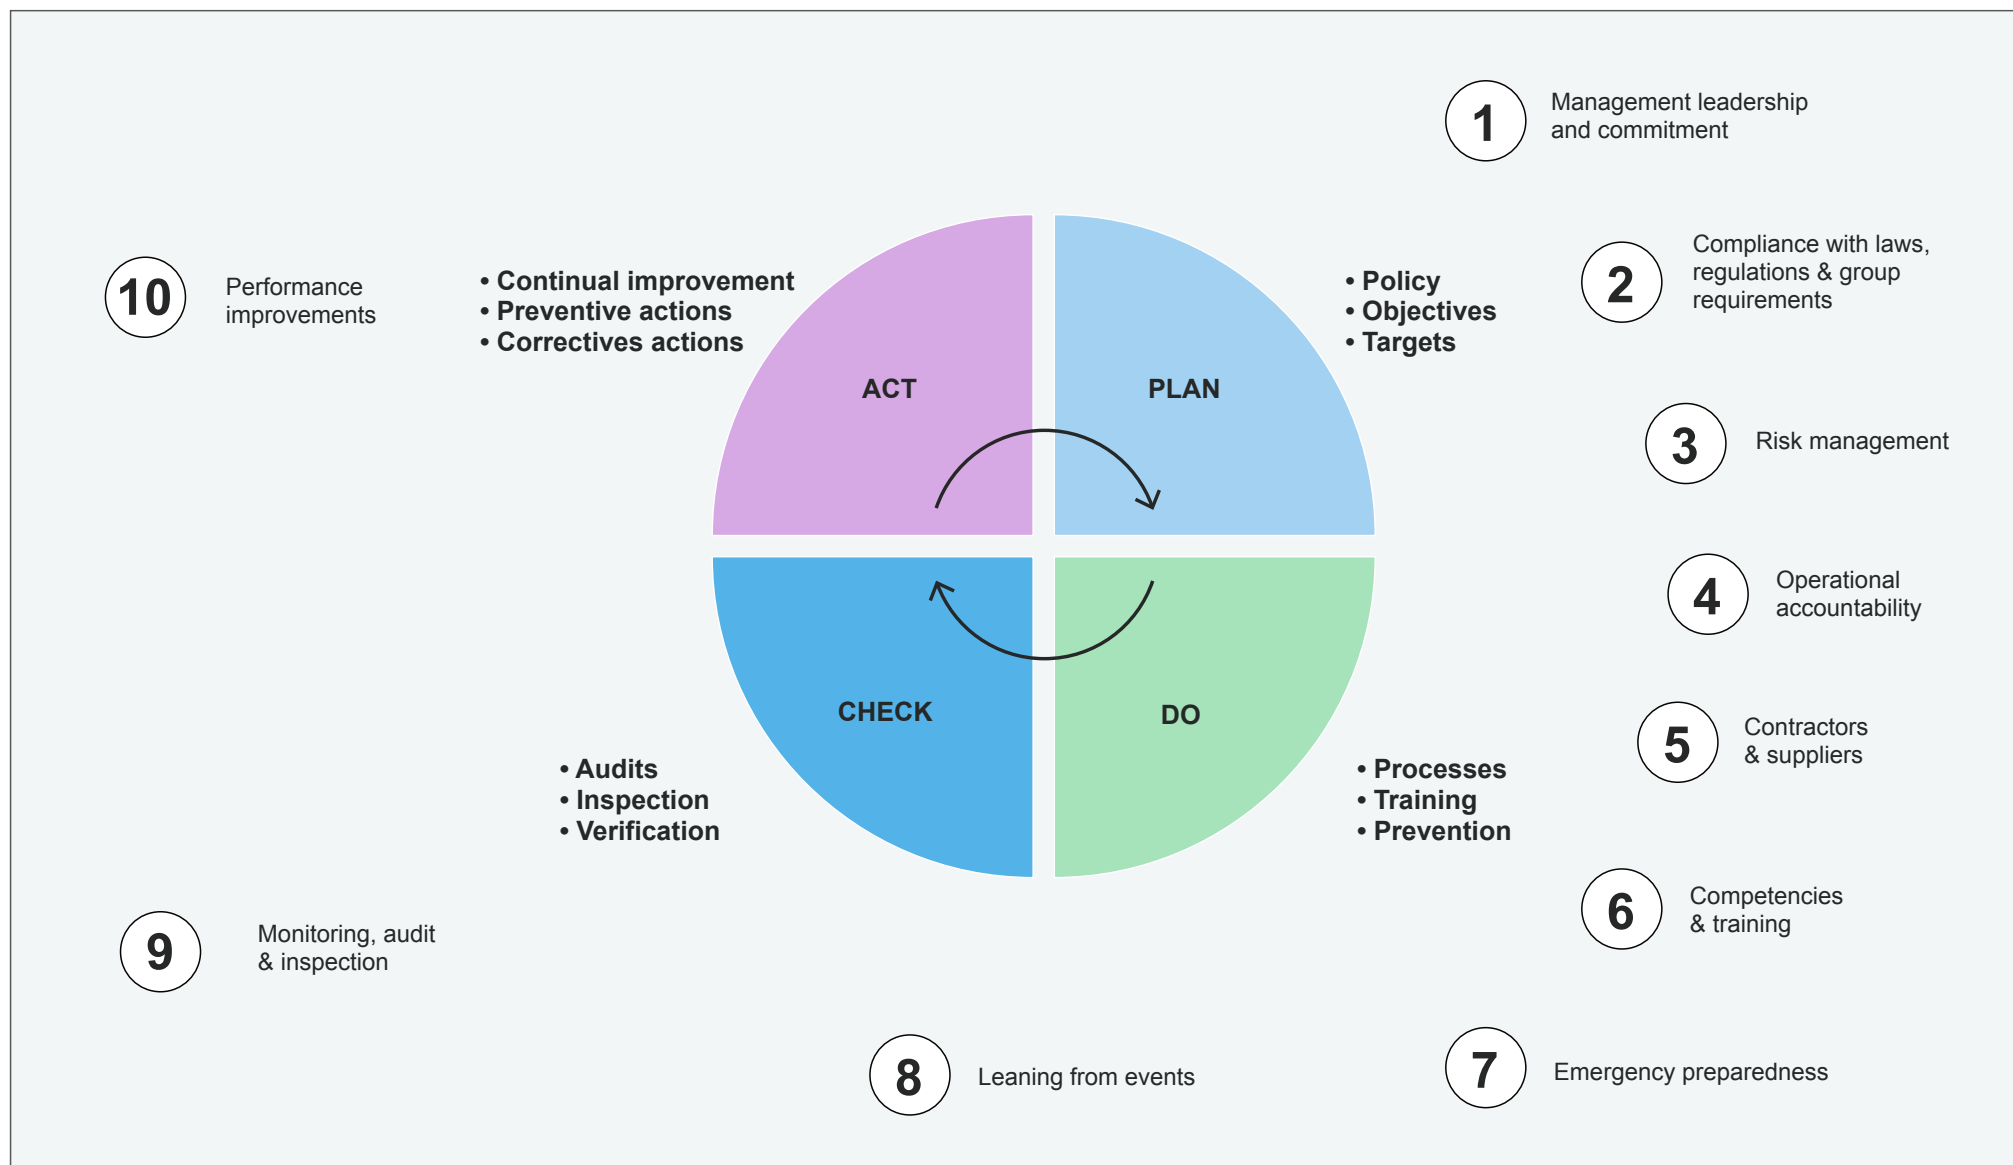 1
Management leadership
and commitment
2
Compliance with laws,
regulations & group
requirements
3
Risk management
4
Operational
accountability
5
Contractors
& suppliers
6
Competencies
& training
7
Emergency preparedness
8
Leaning from events
9
Monitoring, audit
& inspection
10
Performance
improvements
• Continual improvement
• Preventive actions
• Correctives actions
ACT
PLAN
• Policy
• Objectives
• Targets
CHECK
DO
• Audits
• Inspection
• Verification
• Processes
• Training
• Prevention